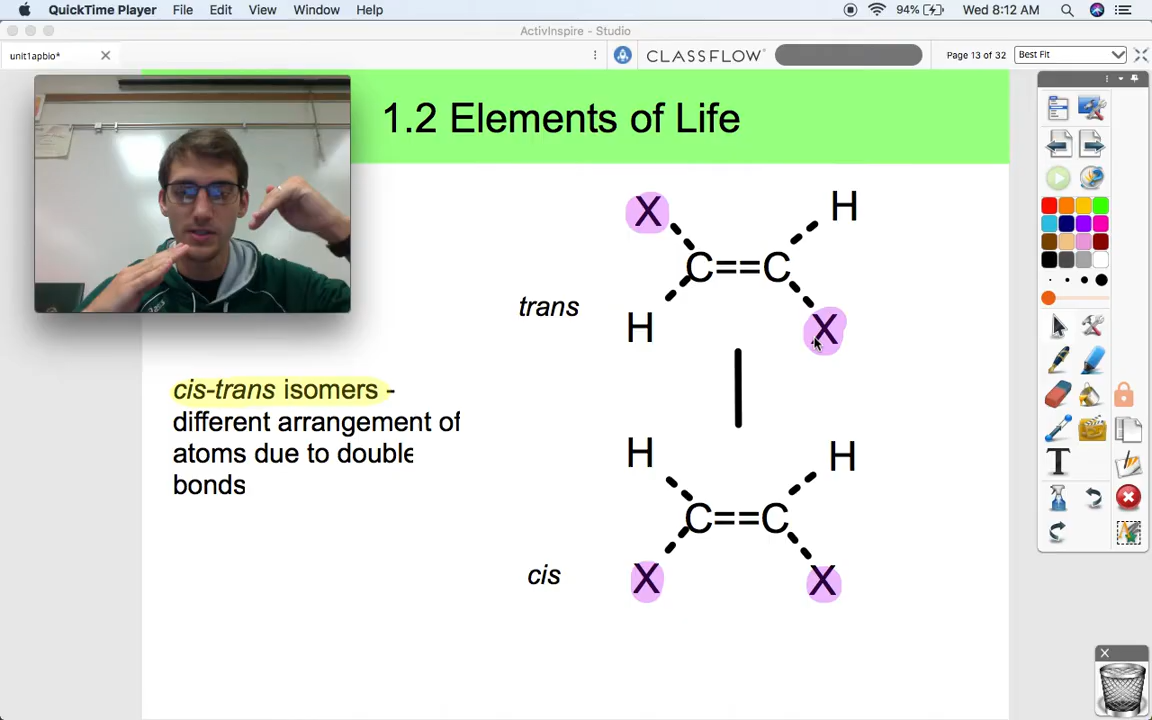 QuickTime Player File Edit View Window Help 94% Wed 8:12 AM
ActivInspire - Studio
unit1apbio* CLASSFLOW Page 13 of 32 Best Fit
1.2 Elements of Life
X H
C==C
trans
H X
cis-trans isomers -
different arrangement of
atoms due to double
bonds
H H
C==C
cis
X X
T